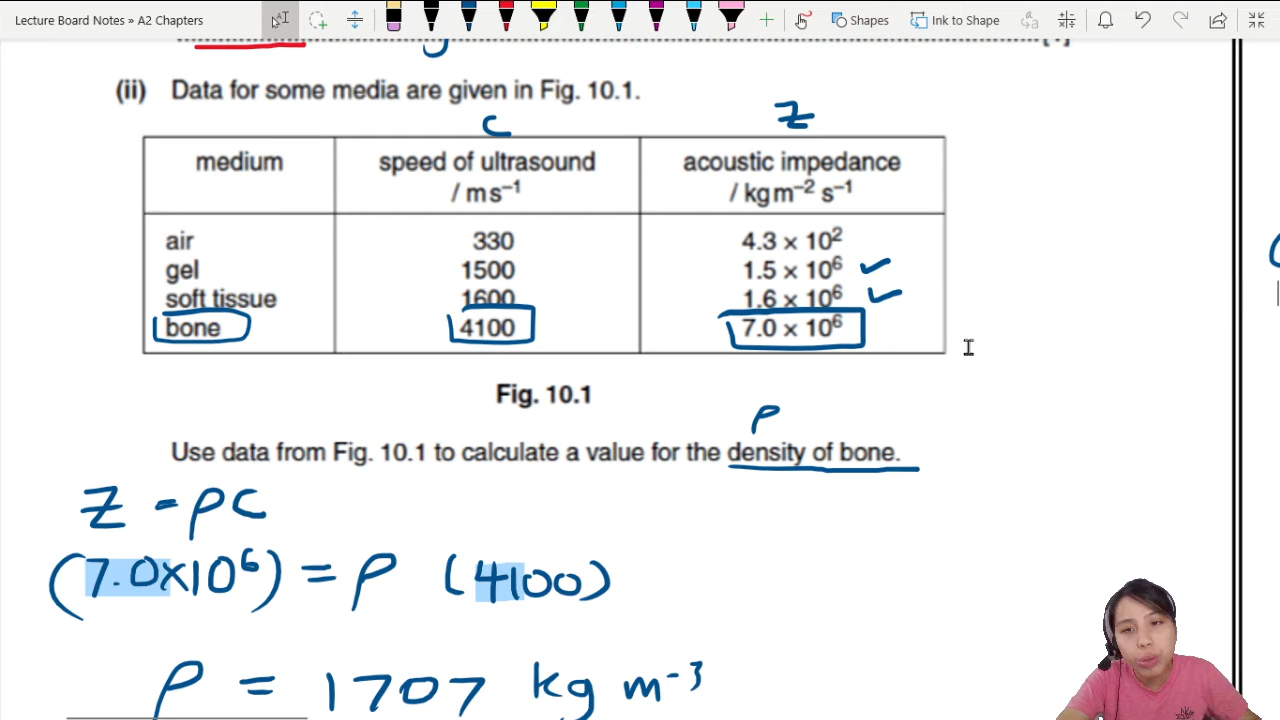 Lecture Board Notes » A2 Chapters
Shapes
Ink to Shape
(ii) Data for some media are given in Fig. 10.1.
C
Z
medium speed of ultrasound / m s⁻¹ acoustic impedance / kg m⁻² s⁻¹
air 330 4.3 × 10²
gel 1500 1.5 × 10⁶ ✓
soft tissue 1600 1.6 × 10⁶ ✓
bone 4100 7.0 × 10⁶
Fig. 10.1
ρ
Use data from Fig. 10.1 to calculate a value for the density of bone.
Z = ρC
(7.0×10⁶) = ρ (4100)
ρ = 1707 kg m⁻³